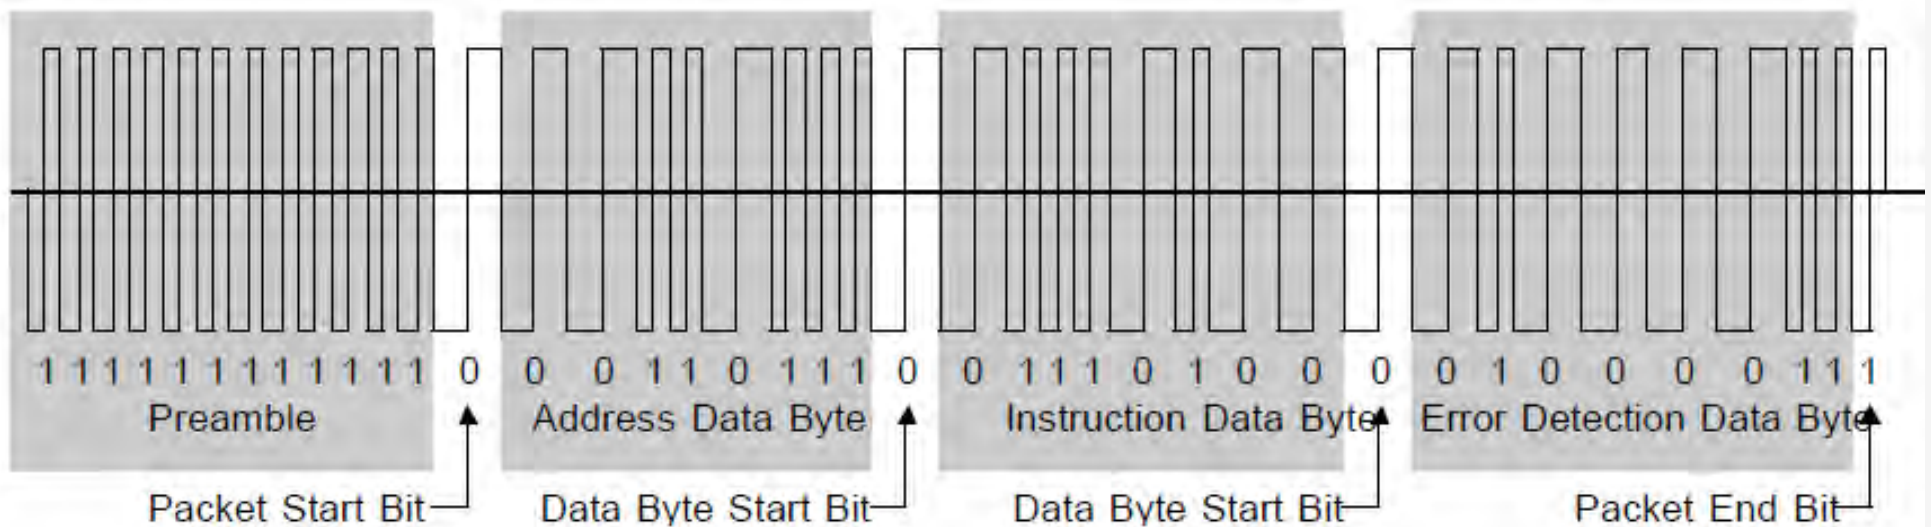 1 1 1 1 1 1 1 1 1 1 1 1 0 0 0 1 1 0 1 1 1 0 0 1 1 1 0 1 0 0 0 0 1 0 0 0 0 1 1 1
Preamble Address Data Byte Instruction Data Byte Error Detection Data Byte
Packet Start Bit Data Byte Start Bit Data Byte Start Bit Packet End Bit